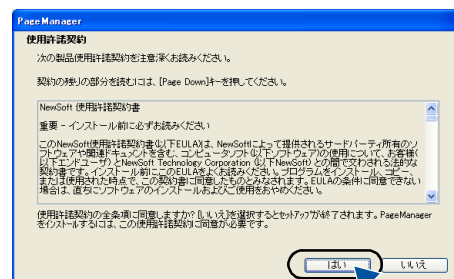 PageManager
使用許諾契約
次の製品使用許諾契約を注意深くお読みください。
契約の残りの部分を読むには、[Page Down]キーを押してください。
NewSoft 使用許諾契約書
重要 - インストール前に必ずお読みください
このNewSoft使用許諾契約書(以下EULA)は、NewSoftによって提供されるサードパーティ所有のソ
フトウェアや関連ドキュメントを含む、コンピュータソフト(以下ソフトウェア)の使用について、お客様(
以下エンドユーザ)とNewSoft Technology Corporation (以下NewSoft) との間で交わされる法的な
契約書です。インストール前にこのEULAをよくお読みください。プログラムをインストール、コピー、
または使用された時点で、この契約書に同意したものとみなされます。EULAの条件に同意できない
場合は、直ちにソフトウェアのインストールおよびご使用をおやめください。
使用許諾契約の全条項に同意しますか? [いいえ]を選択するとセットアップが終了されます。PageManager
をインストールするには、この使用許諾契約に同意が必要です。
はい
いいえ